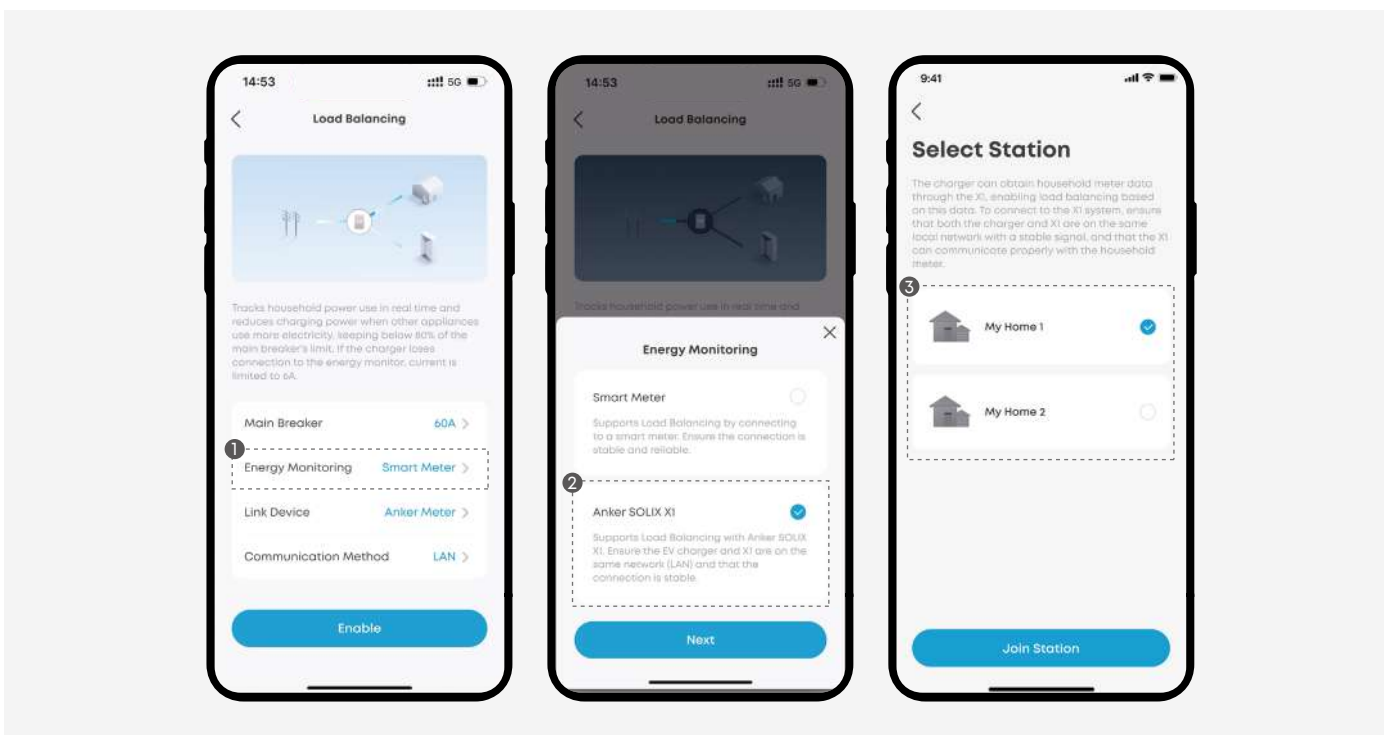 14:53
5G
Load Balancing
Tracks household power use in real time and
reduces charging power when other appliances
use more electricity, keeping below 80% of the
main breaker's limit. If the charger loses
connection to the energy monitor, current is
limited to 6A.
Main Breaker 60A >
1
Energy Monitoring Smart Meter >
Link Device Anker Meter >
Communication Method LAN >
Enable
14:53
5G
Load Balancing
Tracks household power use in real time and
Energy Monitoring
Smart Meter
Supports Load Balancing by connecting
to a smart meter. Ensure the connection is
stable and reliable.
2
Anker SOLIX X1
Supports Load Balancing with Anker SOLIX
X1. Ensure the EV charger and X1 are on the
same network (LAN) and that the
connection is stable.
Next
9:41
Select Station
The charger can obtain household meter data
through the X1, enabling load balancing based
on this data. To connect to the X1 system, ensure
that both the charger and X1 are on the same
local network with a stable signal, and that the X1
can communicate properly with the household
meter.
3
My Home 1
My Home 2
Join Station